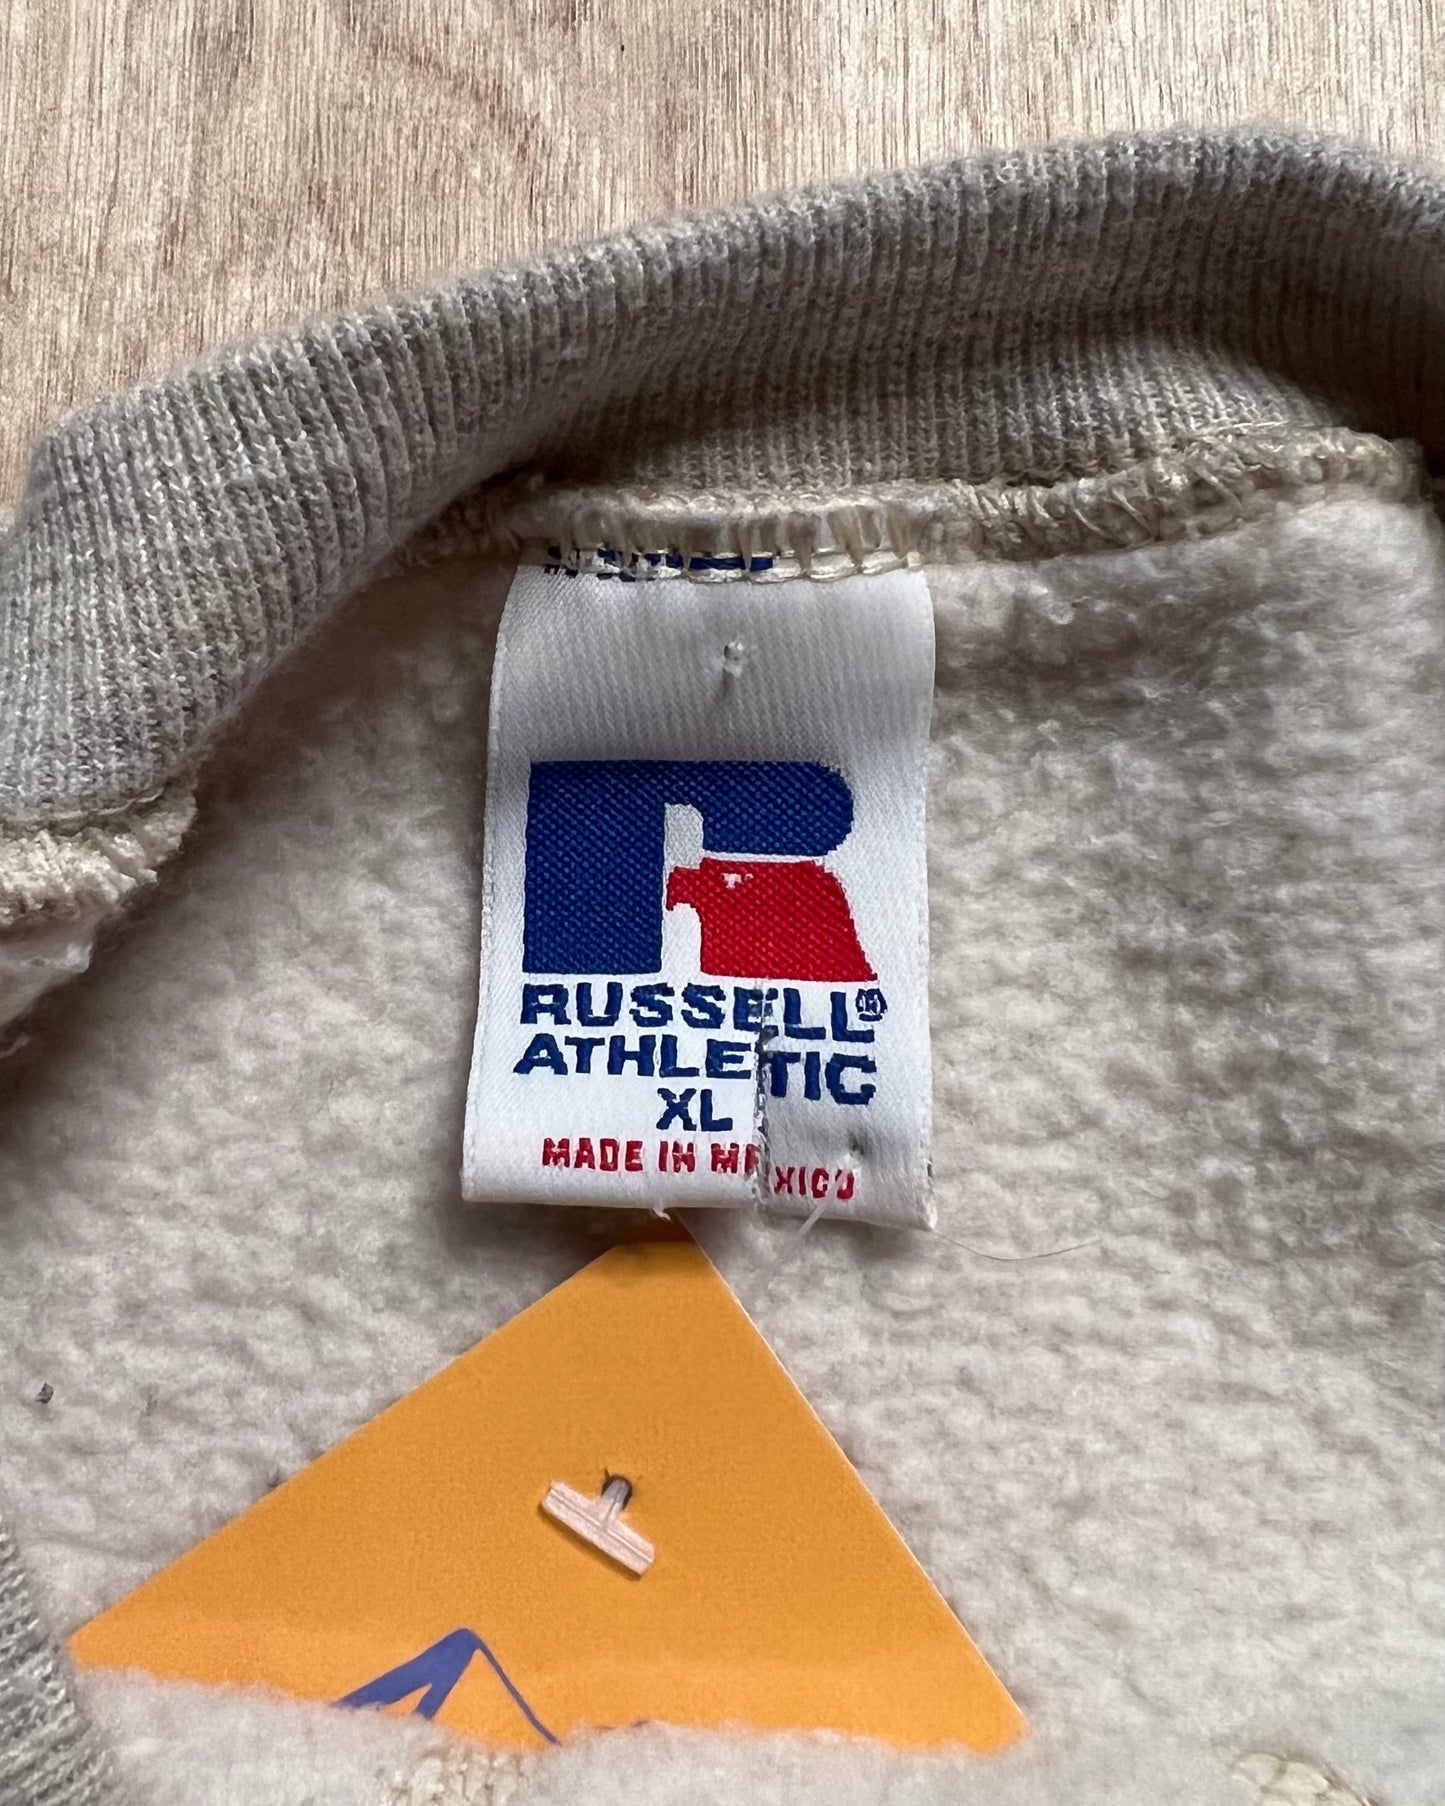 RUSSELL®
ATHLETIC
XL
MADE IN MEXICO